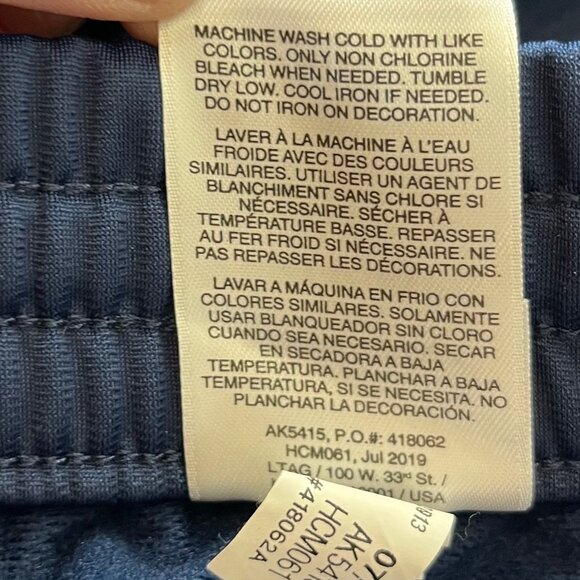 MACHINE WASH COLD WITH LIKE
COLORS. ONLY NON CHLORINE
BLEACH WHEN NEEDED. TUMBLE
DRY LOW. COOL IRON IF NEEDED.
DO NOT IRON ON DECORATION.
LAVER À LA MACHINE À L'EAU
FROIDE AVEC DES COULEURS
SIMILAIRES. UTILISER UN AGENT DE
BLANCHIMENT SANS CHLORE SI
NÉCESSAIRE. SÉCHER À
TEMPÉRATURE BASSE. REPASSER
AU FER FROID SI NÉCESSAIRE. NE
PAS REPASSER LES DÉCORATIONS.
LAVAR A MÁQUINA EN FRIO CON
COLORES SIMILARES. SOLAMENTE
USAR BLANQUEADOR SIN CLORO
CUANDO SEA NECESARIO. SECAR
EN SECADORA A BAJA
TEMPERATURA. PLANCHAR A BAJA
TEMPERATURA, SI SE NECESITA. NO
PLANCHAR LA DECORACIÓN.
AK5415, P.O.#: 418062
HCM061, Jul 2019
LTAG / 100 W. 33rd St. /
/ USA
07
AK541
HCM061
#418062A